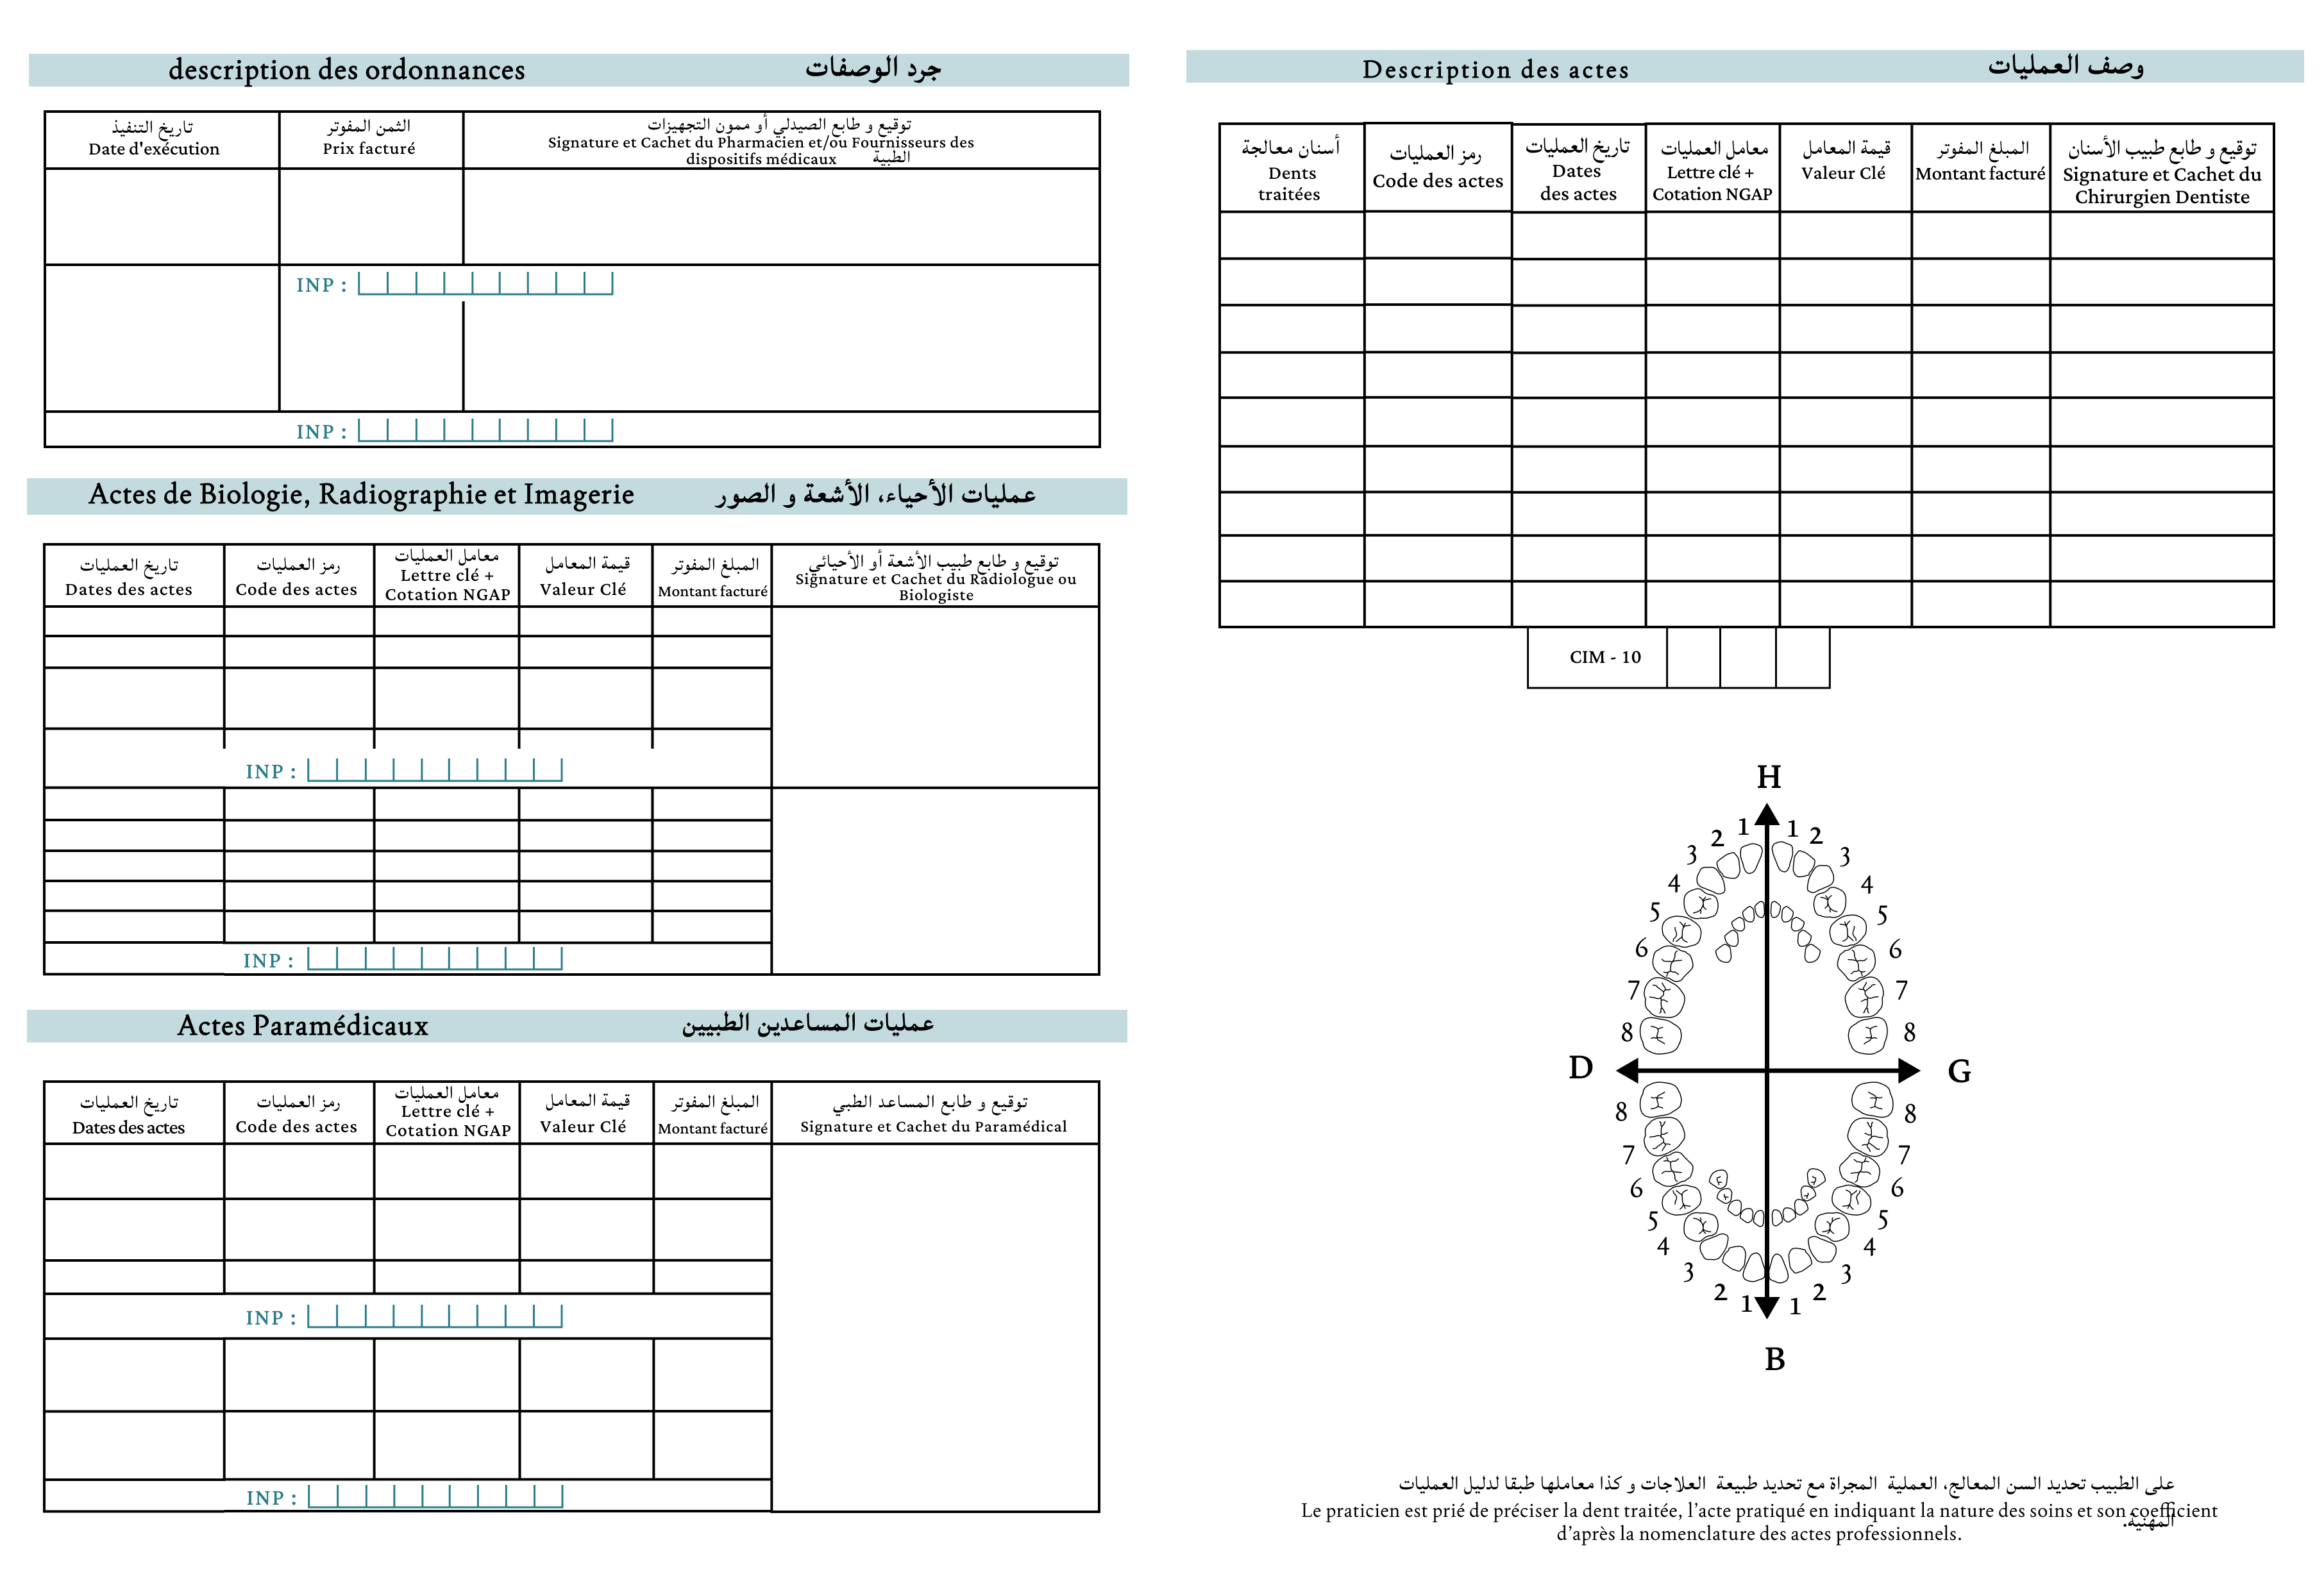 description des ordonnances جرد الوصفات
تاريخ التنفيذ
Date d'exécution
الثمن المفوتر
Prix facturé
توقيع و طابع الصيدلي أو ممون التجهيزات
الطبية
Signature et Cachet du Pharmacien et/ou Fournisseurs des
dispositifs médicaux
INP :
INP :
Actes de Biologie, Radiographie et Imagerie عمليات الأحياء، الأشعة و الصور
تاريخ العمليات
Dates des actes
رمز العمليات
Code des actes
معامل العمليات
Lettre clé +
Cotation NGAP
قيمة المعامل
Valeur Clé
المبلغ المفوتر
Montant facturé
توقيع و طابع طبيب الأشعة أو الأحيائي
Signature et Cachet du Radiologue ou
Biologiste
INP :
INP :
Actes Paramédicaux عمليات المساعدين الطبيين
تاريخ العمليات
Dates des actes
رمز العمليات
Code des actes
معامل العمليات
Lettre clé +
Cotation NGAP
قيمة المعامل
Valeur Clé
المبلغ المفوتر
Montant facturé
توقيع و طابع المساعد الطبي
Signature et Cachet du Paramédical
INP :
INP :
Description des actes وصف العمليات
أسنان معالجة
Dents
traitées
رمز العمليات
Code des actes
تاريخ العمليات
Dates
des actes
معامل العمليات
Lettre clé +
Cotation NGAP
قيمة المعامل
Valeur Clé
المبلغ المفوتر
Montant facturé
توقيع و طابع طبيب الأسنان
Signature et Cachet du
Chirurgien Dentiste
CIM - 10
H
1 1
2 2
3 3
4 4
5 5
6 6
7 7
8 8
D G
8 8
7 7
6 6
5 5
4 4
3 3
2 2
1 1
B
على الطبيب تحديد السن المعالج، العملية المجراة مع تحديد طبيعة العلاجات و كذا معاملها طبقا لدليل العمليات
المهنية.
Le praticien est prié de préciser la dent traitée, l’acte pratiqué en indiquant la nature des soins et son coefficient
d’après la nomenclature des actes professionnels.